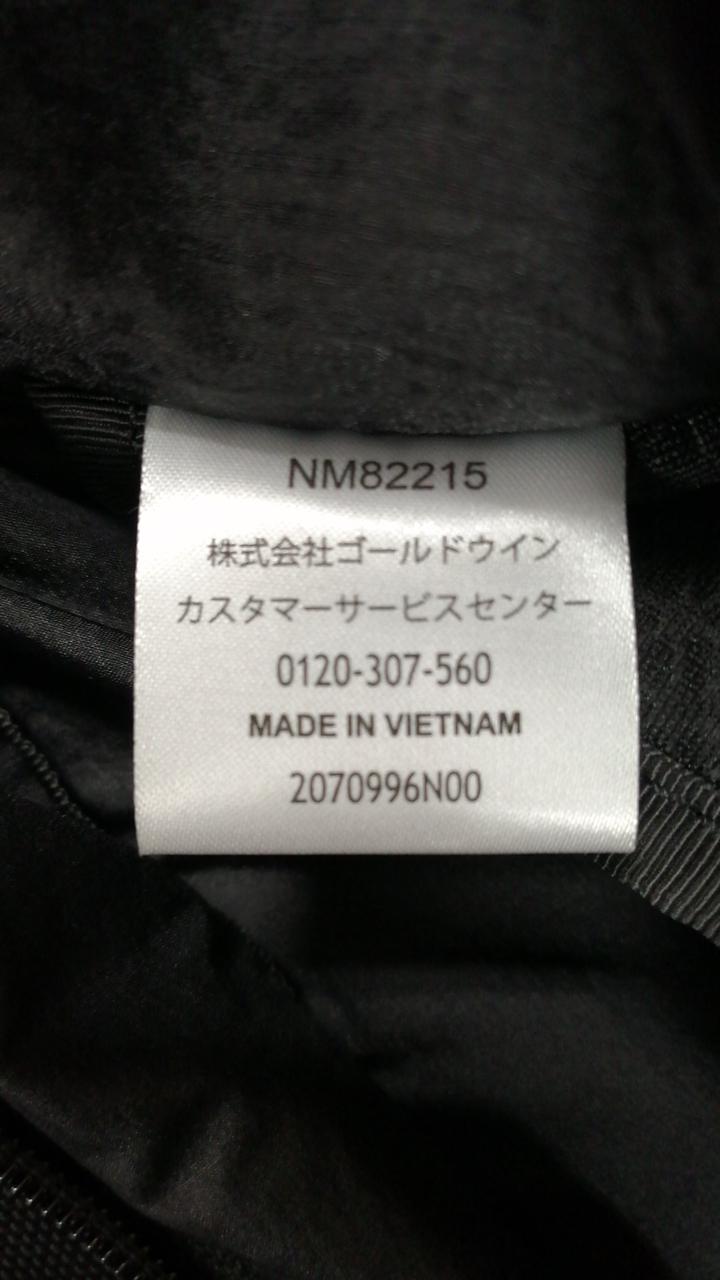 NM82215
株式会社ゴールドウイン
カスタマーサービスセンター
0120-307-560
MADE IN VIETNAM
2070996N00